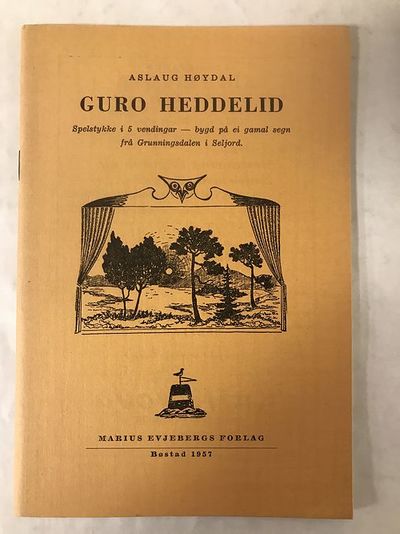 ASLAUG HØYDAL
GURO HEDDELID
Spelstykke i 5 vendingar — bygd på ei gamal segn
frå Grunningsdalen i Seljord.
MARIUS EVJEBERGS FORLAG
Bøstad 1957